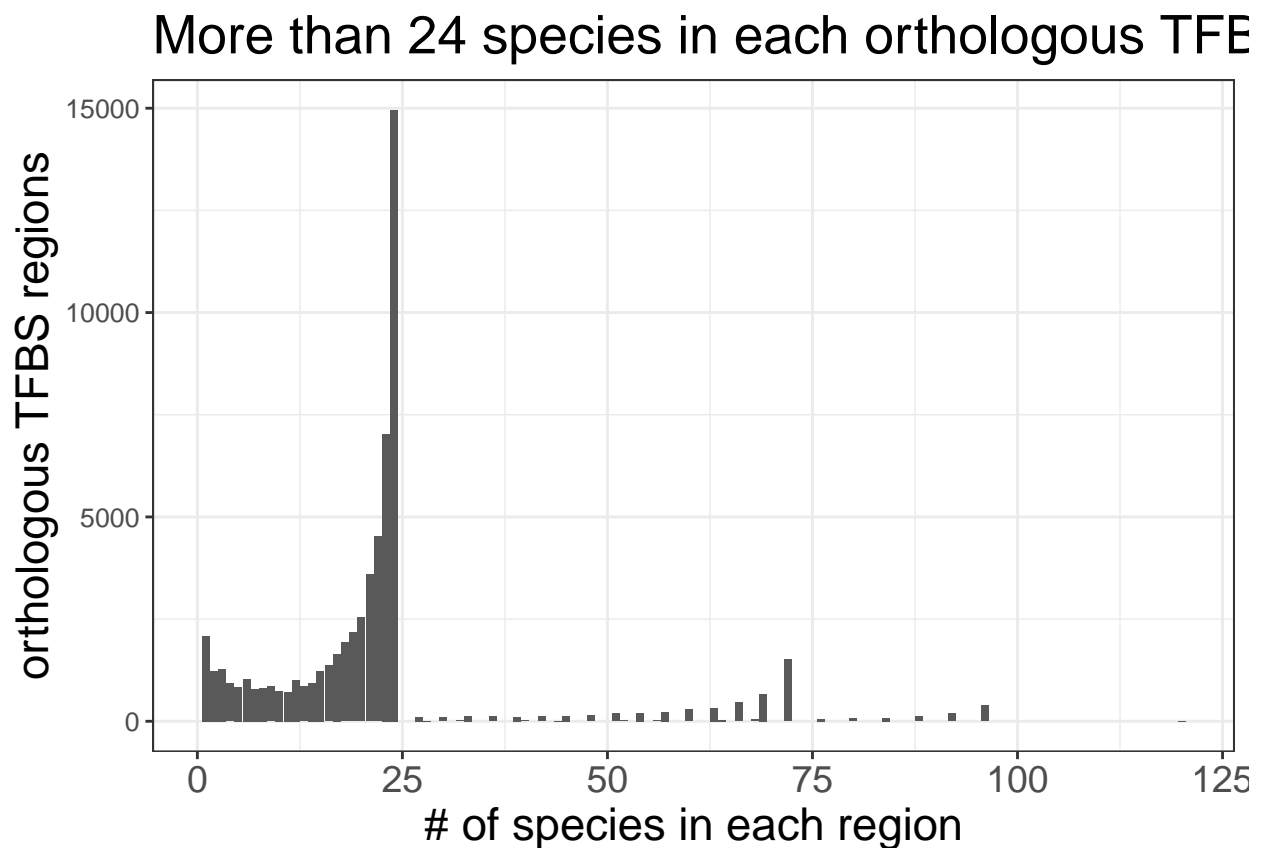 More than 24 species in each orthologous TFB
15000
10000
5000
0
orthologous TFBS regions
0 25 50 75 100 125
# of species in each region